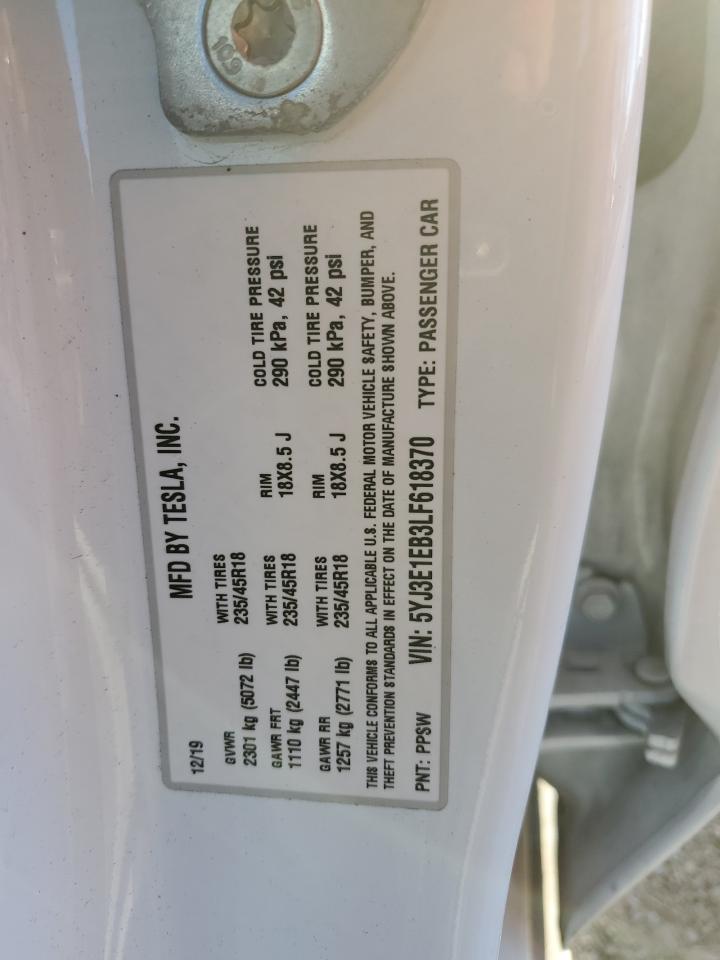 109
MFD BY TESLA, INC.
12/19
GVWR WITH TIRES
2301 kg (5072 lb) 235/45R18
GAWR FRT WITH TIRES RIM COLD TIRE PRESSURE
1110 kg (2447 lb) 235/45R18 18X8.5 J 290 kPa, 42 psi
GAWR RR WITH TIRES RIM COLD TIRE PRESSURE
1257 kg (2771 lb) 235/45R18 18X8.5 J 290 kPa, 42 psi
THIS VEHICLE CONFORMS TO ALL APPLICABLE U.S. FEDERAL MOTOR VEHICLE SAFETY, BUMPER, AND
THEFT PREVENTION STANDARDS IN EFFECT ON THE DATE OF MANUFACTURE SHOWN ABOVE.
PNT: PPSW VIN: 5YJ3E1EB3LF618370 TYPE: PASSENGER CAR